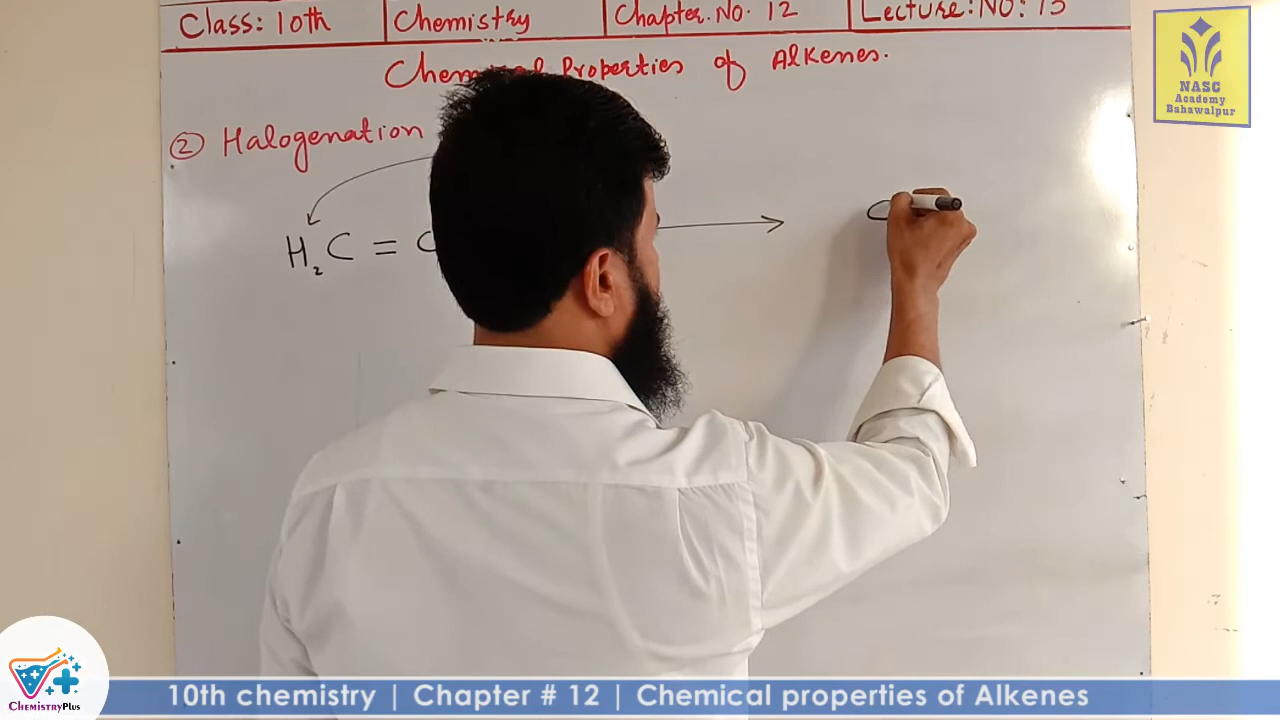 Class: 10th Chemistry Chapter. No. 12 Lecture: No: 13
Properties of Alkenes.
② Halogenation
H₂C = C
NASC
Academy
Bahawalpur
ChemistryPlus
10th chemistry | Chapter # 12 | Chemical properties of Alkenes